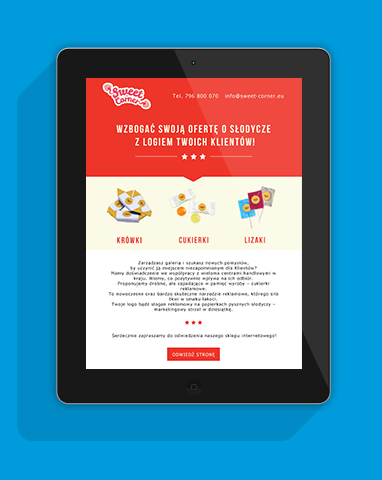 Sweet
Corner
Tel. 796 800 070 info@sweet-corner.eu
WZBOGAĆ SWOJĄ OFERTĘ O SŁODYCZE
Z LOGIEM TWOICH KLIENTÓW!
KRÓWKI CUKIERKI LIZAKI
Zarządzasz galerią i szukasz nowych pomysłów,
by uczynić ją miejscem niezapomnianym dla Klientów?
Mamy doświadczenie we współpracy z wieloma centrami handlowymi w
kraju. Wiemy, co pozytywnie wpływa na ich odbiór.
Proponujemy drobne, ale zapadające w pamięć wyroby – cukierki
reklamowe.
To nowoczesne oraz bardzo skuteczne narzędzie reklamowe, którego siła
tkwi w smaku-łakoci.
Twoje logo bądź slogan reklamowy na papierkach pysznych słodyczy –
marketingowy strzał w dziesiątkę.
Serdecznie zapraszamy do odwiedzenia naszego sklepu internetowego!
ODWIEDŹ STRONĘ